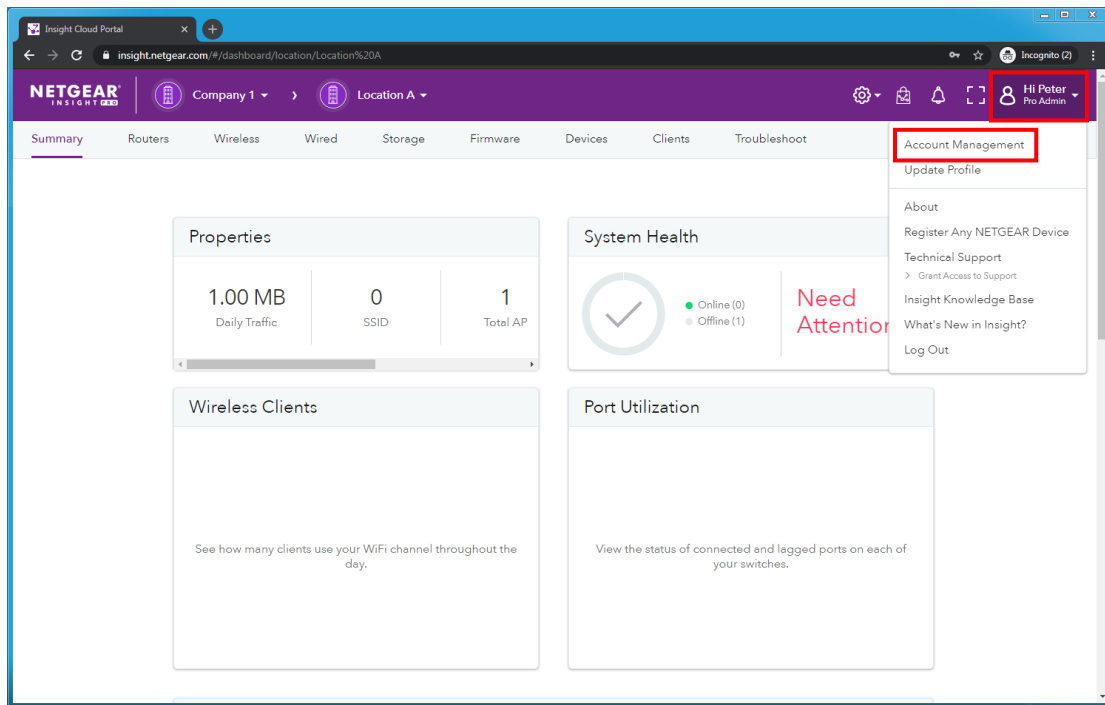 Insight Cloud Portal
insight.netgear.com/#/dashboard/location/Location%20A
Incognito (2)
NETGEAR®
INSIGHT PRO
Company 1
Location A
Hi Peter
Pro Admin
Summary Routers Wireless Wired Storage Firmware Devices Clients Troubleshoot
Account Management
Update Profile
About
Register Any NETGEAR Device
Technical Support
> Grant Access to Support
Insight Knowledge Base
What's New in Insight?
Log Out
Properties
1.00 MB
Daily Traffic
0
SSID
1
Total AP
System Health
Online (0)
Offline (1)
Need
Attention
Wireless Clients
See how many clients use your WiFi channel throughout the
day.
Port Utilization
View the status of connected and lagged ports on each of
your switches.